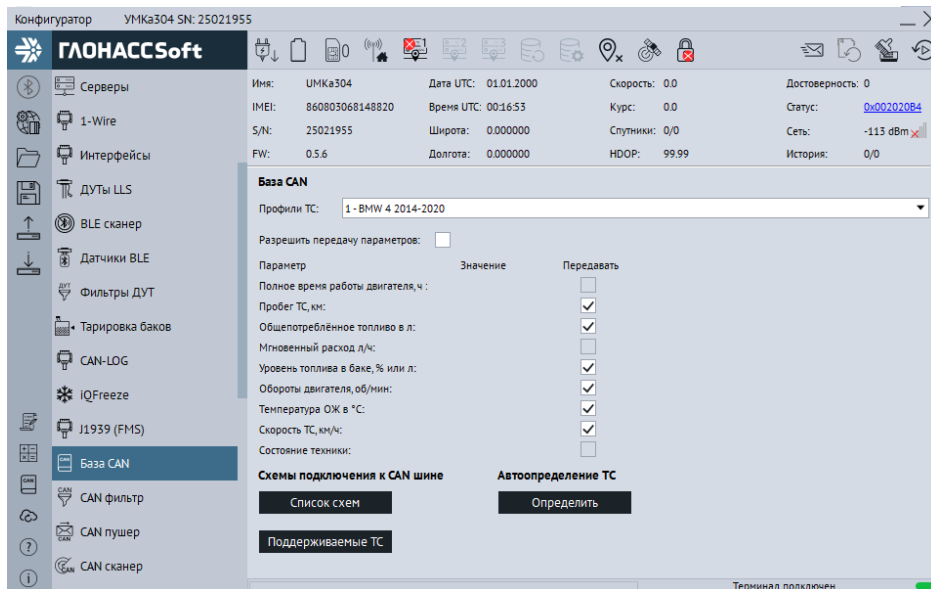 Конфигуратор УМКа304 SN: 25021955
ГЛОНАССSoft
0 1 2 3
Серверы
1-Wire
Интерфейсы
ДУТы LLS
BLE сканер
Датчики BLE
Фильтры ДУТ
Тарировка баков
CAN-LOG
iQFreeze
J1939 (FMS)
База CAN
CAN фильтр
CAN пушер
CAN сканер
Имя: UMKa304 Дата UTC: 01.01.2000 Скорость: 0.0 Достоверность: 0
IMEI: 860803068148820 Время UTC: 00:16:53 Курс: 0.0 Статус: 0x002020B4
S/N: 25021955 Широта: 0.000000 Спутники: 0/0 Сеть: -113 dBm
FW: 0.5.6 Долгота: 0.000000 HDOP: 99.99 История: 0/0
База CAN
Профили ТС: 1 - BMW 4 2014-2020
Разрешить передачу параметров:
Параметр Значение Передавать
Полное время работы двигателя, ч :
Пробег ТС, км:
Общепотреблённое топливо в л:
Мгновенный расход л/ч:
Уровень топлива в баке, % или л:
Обороты двигателя, об/мин:
Температура ОЖ в °C:
Скорость ТС, км/ч:
Состояние техники:
Схемы подключения к CAN шине Автоопределение ТС
Список схем Определить
Поддерживаемые ТС
Терминал подключен